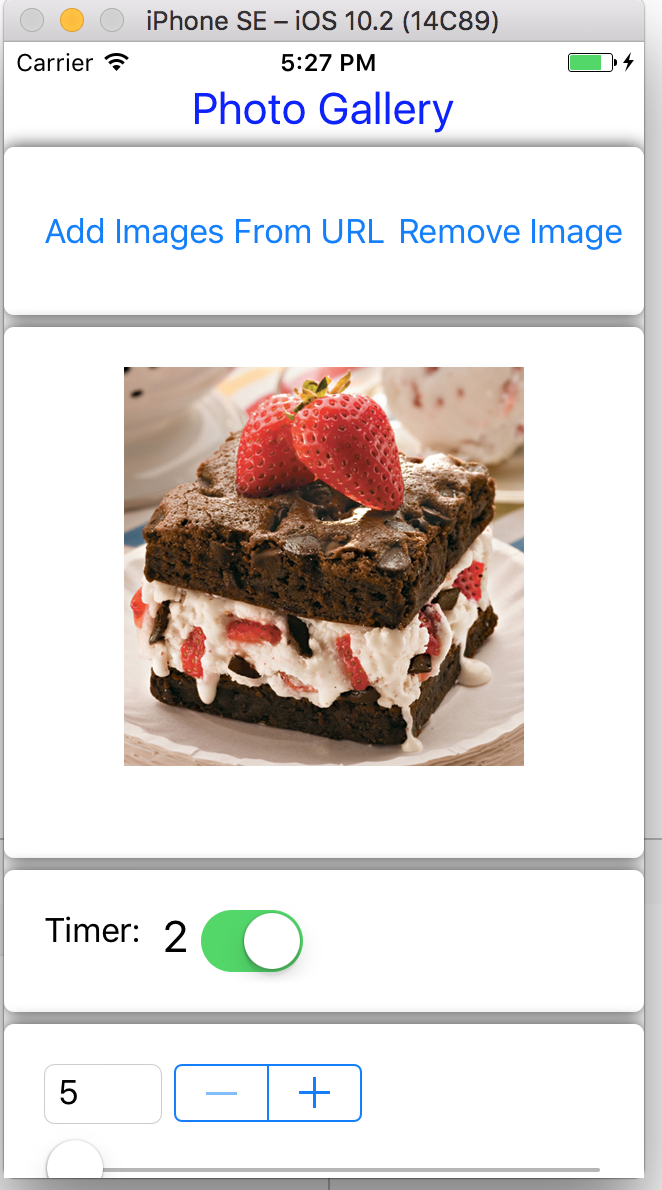 iPhone SE – iOS 10.2 (14C89)
Carrier 5:27 PM
Photo Gallery
Add Images From URL Remove Image
Timer: 2
5 − +